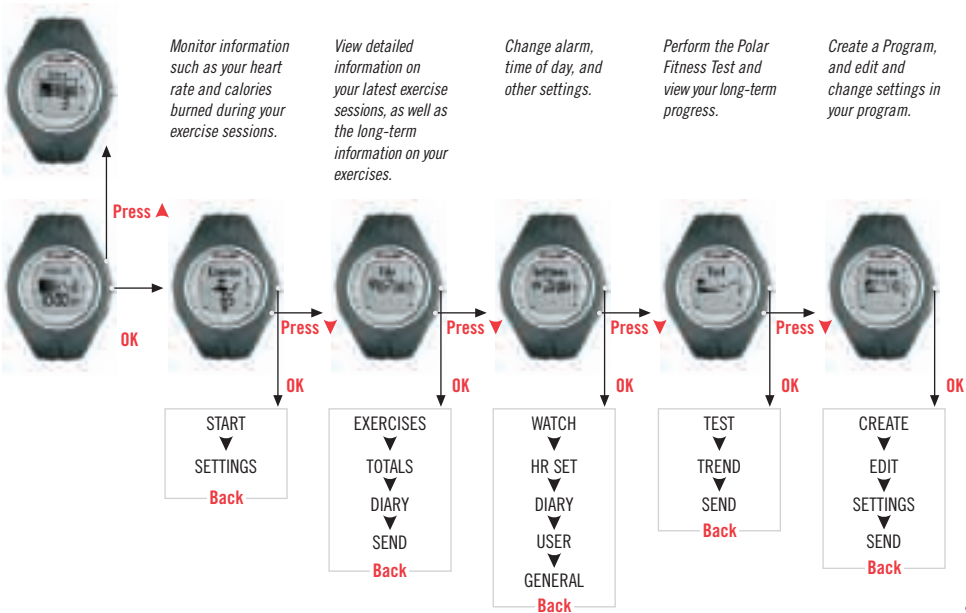 Monitor information
such as your heart
rate and calories
burned during your
exercise sessions.
View detailed
information on
your latest exercise
sessions, as well as
the long-term
information on your
exercises.
Change alarm,
time of day, and
other settings.
Perform the Polar
Fitness Test and
view your long-term
progress.
Create a Program,
and edit and
change settings in
your program.
Press
OK
Exercise
Press
OK
START
SETTINGS
Back
File
Press
OK
EXERCISES
TOTALS
DIARY
SEND
Back
Settings
Press
OK
WATCH
HR SET
DIARY
USER
GENERAL
Back
Test
Press
OK
TEST
TREND
SEND
Back
Program
OK
CREATE
EDIT
SETTINGS
SEND
Back